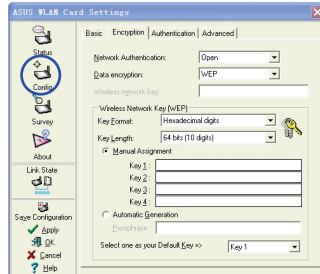 ASUS WLAN Card Settings
Status
Config
Survey
About
Link State
Save Configuration
Apply
OK
Cancel
Help
Basic Encryption Authentication Advanced
Network Authentication: Open
Data encryption: WEP
Wireless network key:
Wireless Network Key (WEP)
Key Format: Hexadecimal digits
Key Length: 64 bits (10 digits)
Manual Assignment
Key 1 :
Key 2 :
Key 3 :
Key 4 :
Automatic Generation
Passphrase :
Select one as your Default Key => Key 1